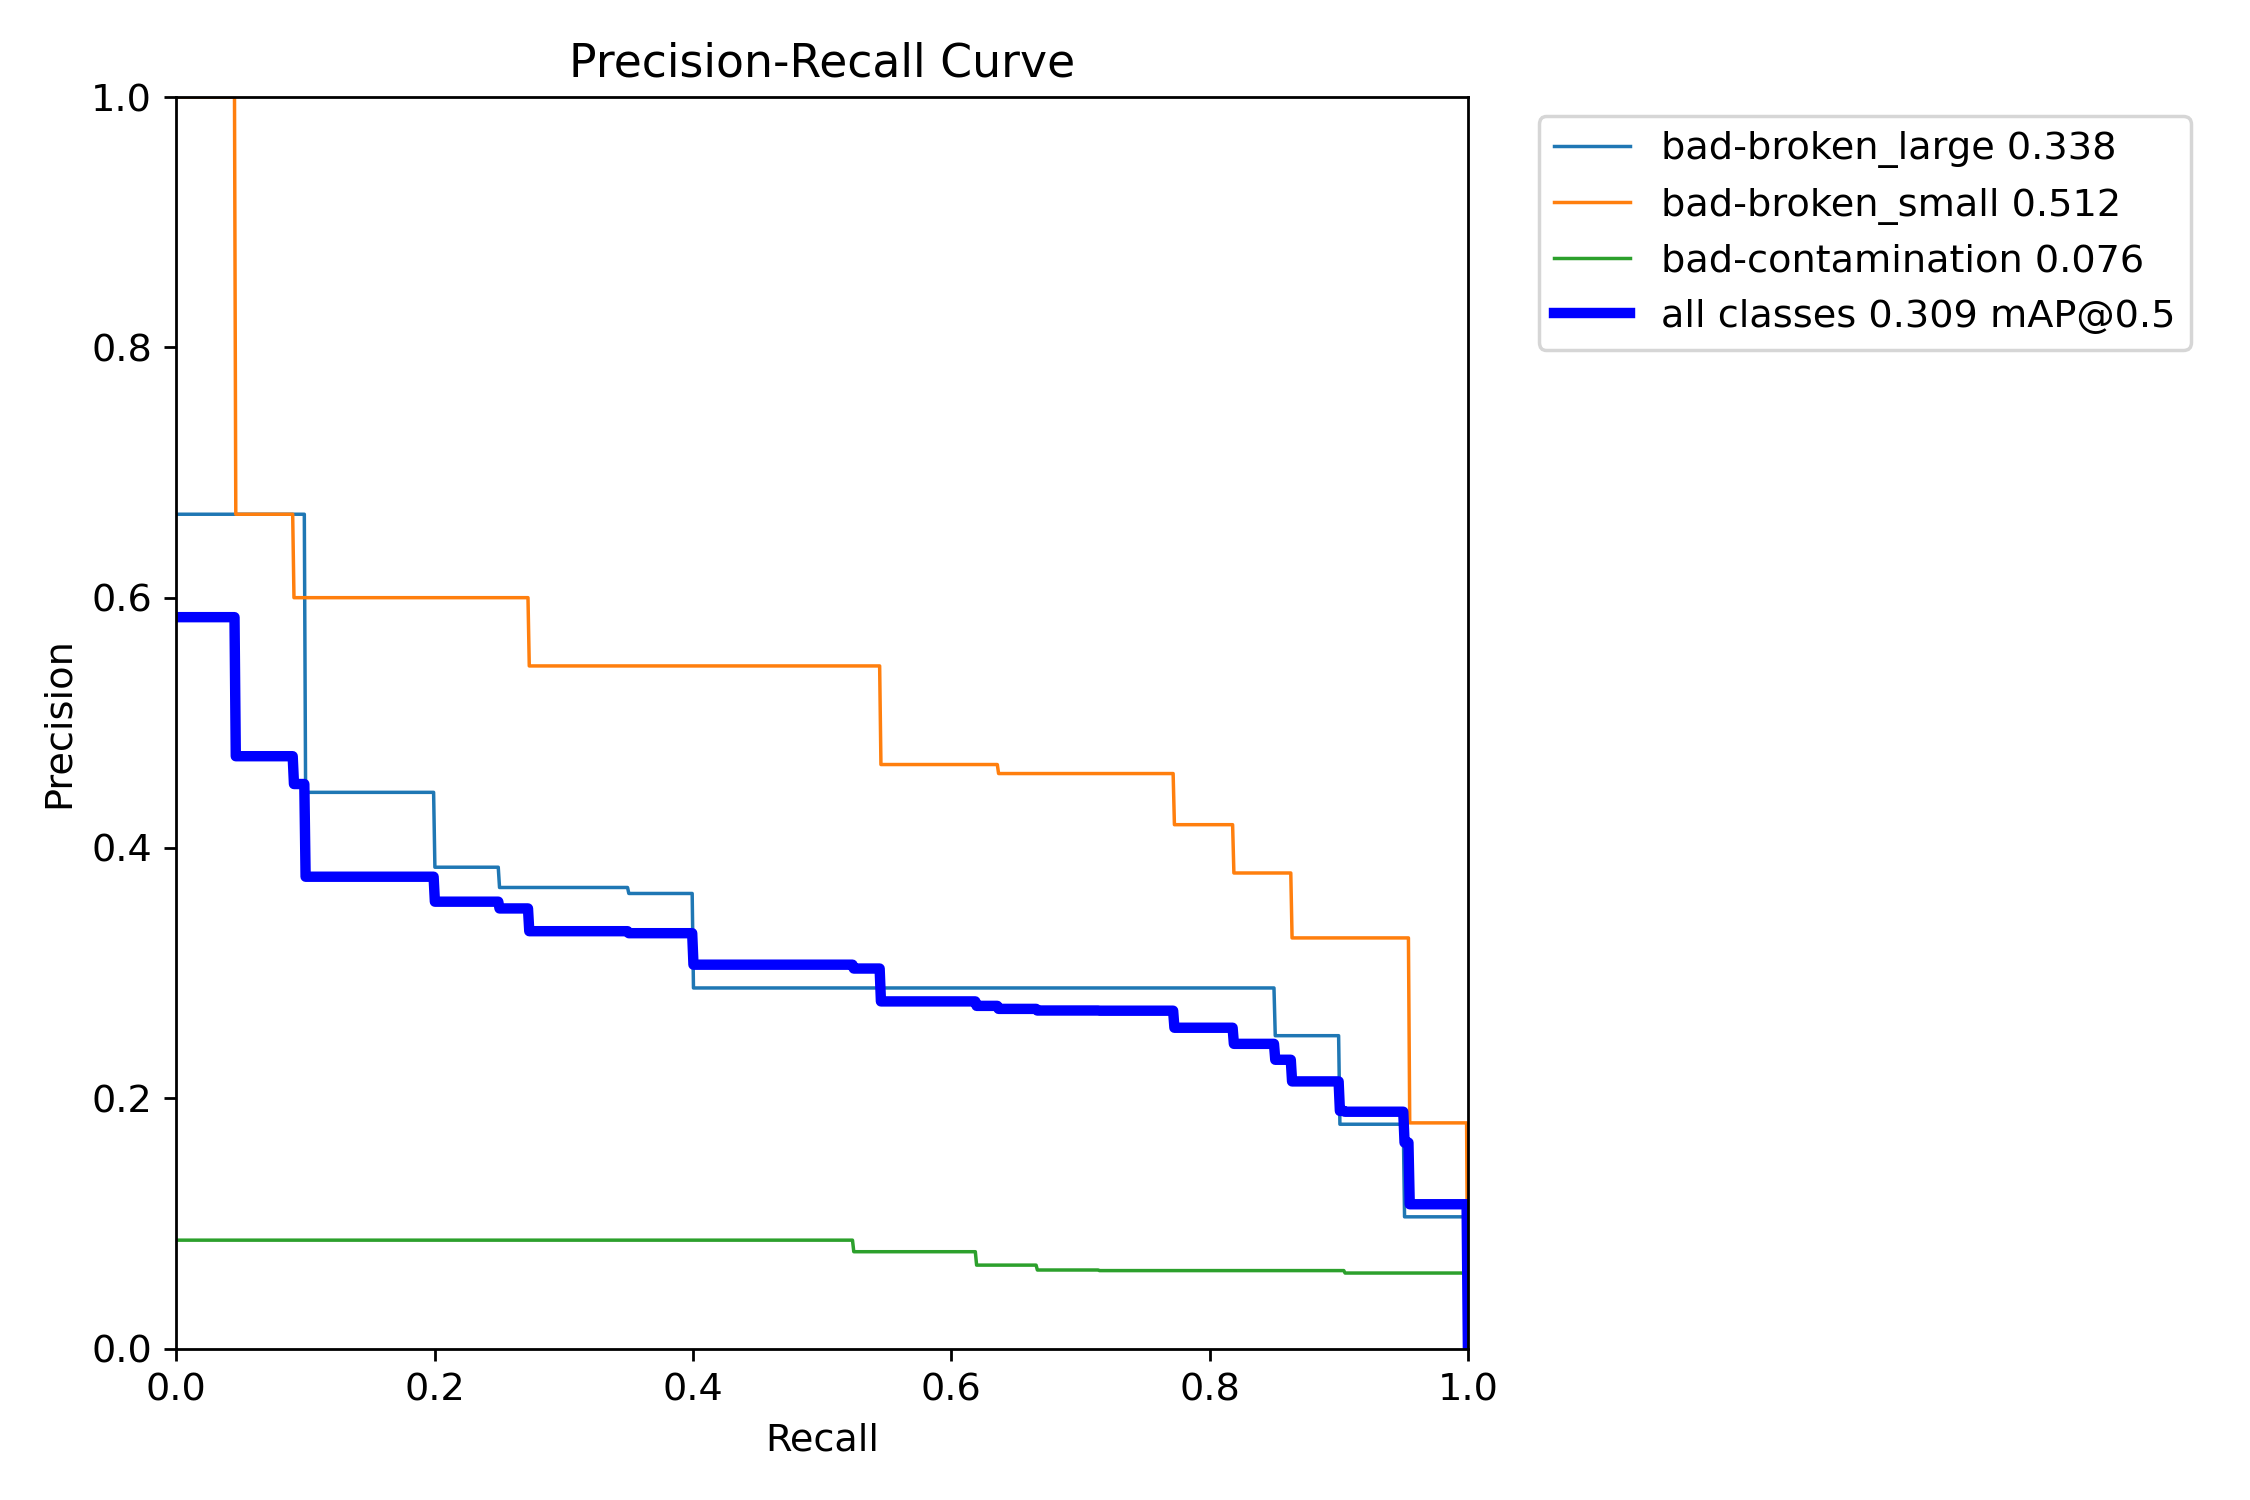 Precision-Recall Curve
1.0
0.8
0.6
0.4
0.2
0.0
Precision
0.0 0.2 0.4 0.6 0.8 1.0
Recall
bad-broken_large 0.338
bad-broken_small 0.512
bad-contamination 0.076
all classes 0.309 mAP@0.5